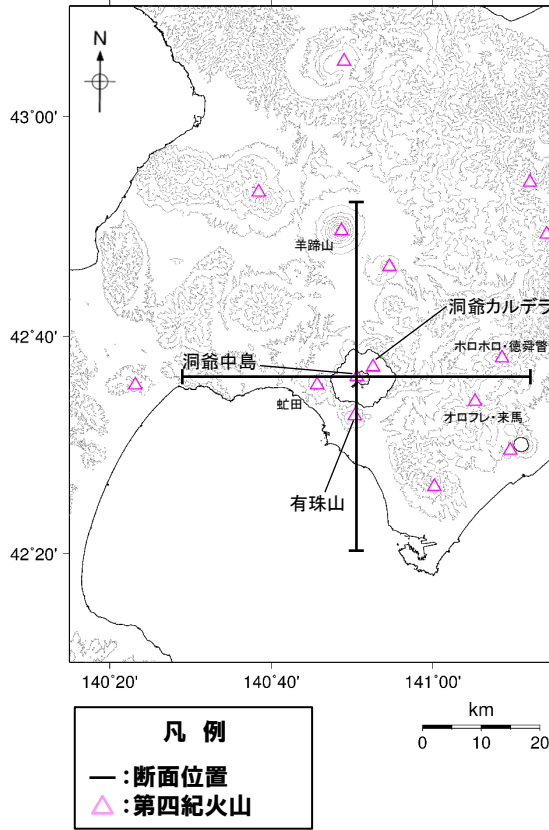 N
43°00'
羊蹄山
洞爺カルデラ
42°40'
洞爺中島
ホロホロ・徳舜瞥
虻田
オロフレ・来馬
有珠山
42°20'
140°20'
140°40'
141°00'
km
0 10 20
凡 例
―：断面位置
△：第四紀火山